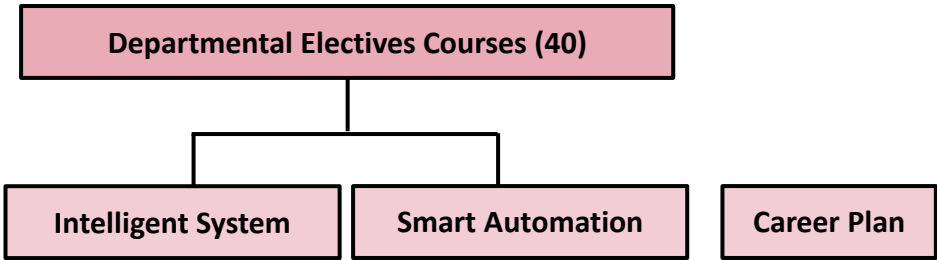 Departmental Electives Courses (40)
Intelligent System
Smart Automation
Career Plan